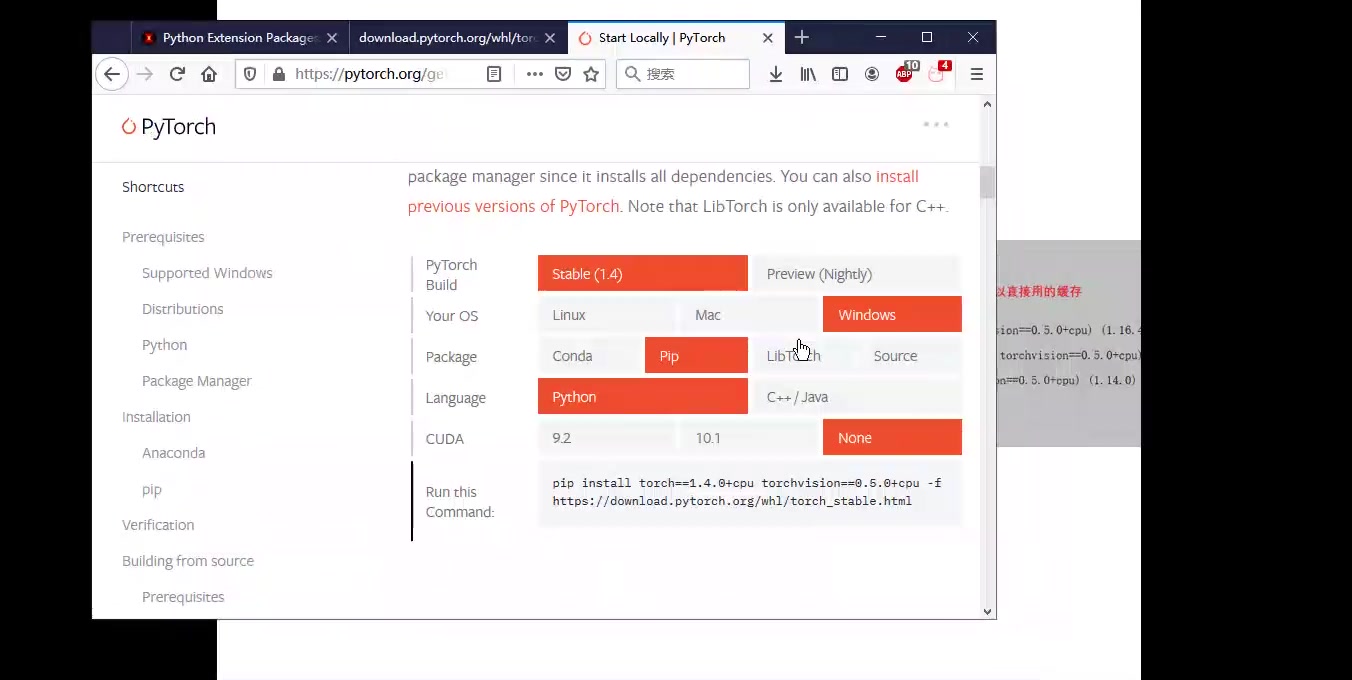 Python Extension Packages
download.pytorch.org/whl/tor
Start Locally | PyTorch
https://pytorch.org/ge
搜索
ABP
10
4
PyTorch
Shortcuts
Prerequisites
Supported Windows
Distributions
Python
Package Manager
Installation
Anaconda
pip
Verification
Building from source
Prerequisites
package manager since it installs all dependencies. You can also install
previous versions of PyTorch. Note that LibTorch is only available for C++.
PyTorch
Build
Stable (1.4)
Preview (Nightly)
Your OS
Linux
Mac
Windows
Package
Conda
Pip
LibTorch
Source
Language
Python
C++ / Java
CUDA
9.2
10.1
None
Run this
Command:
pip install torch==1.4.0+cpu torchvision==0.5.0+cpu -f
https://download.pytorch.org/whl/torch_stable.html
以直接用的缓存
ion==0.5.0+cpu) (1.16.4
torchvision==0.5.0+cpu)
on==0.5.0+cpu) (1.14.0)